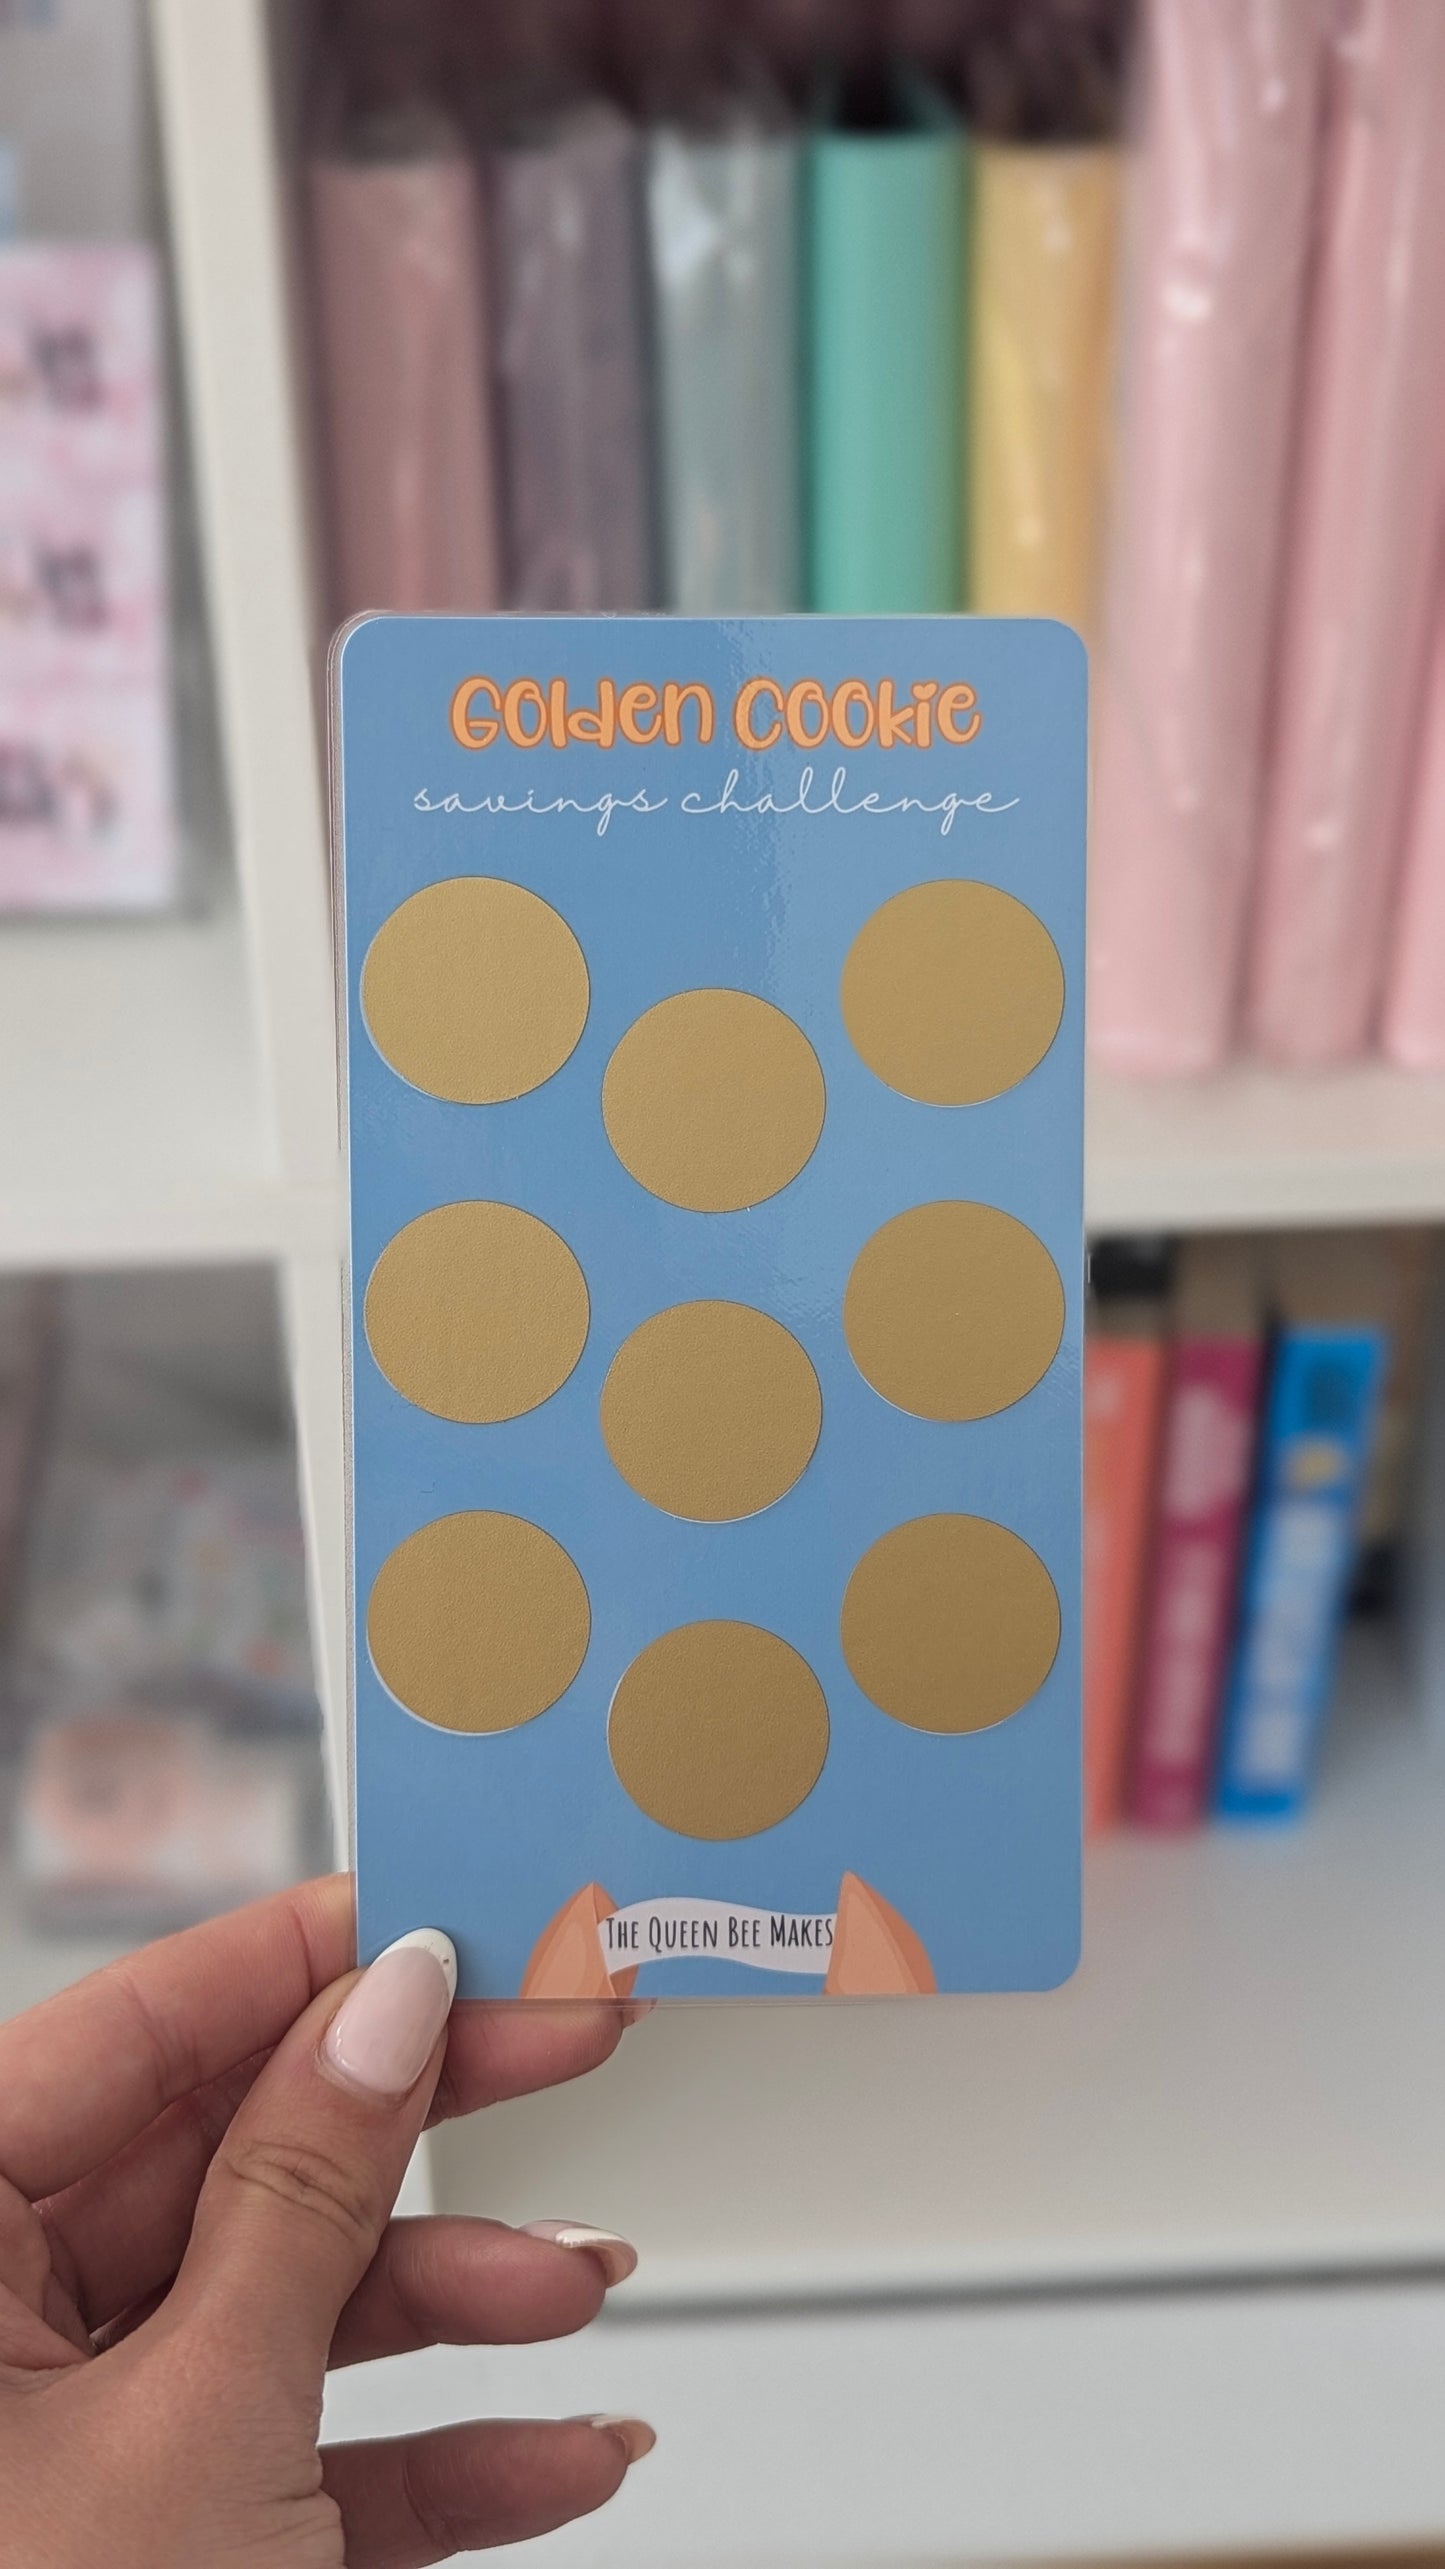 Golden Cookie
savings challenge
The Queen Bee Makes